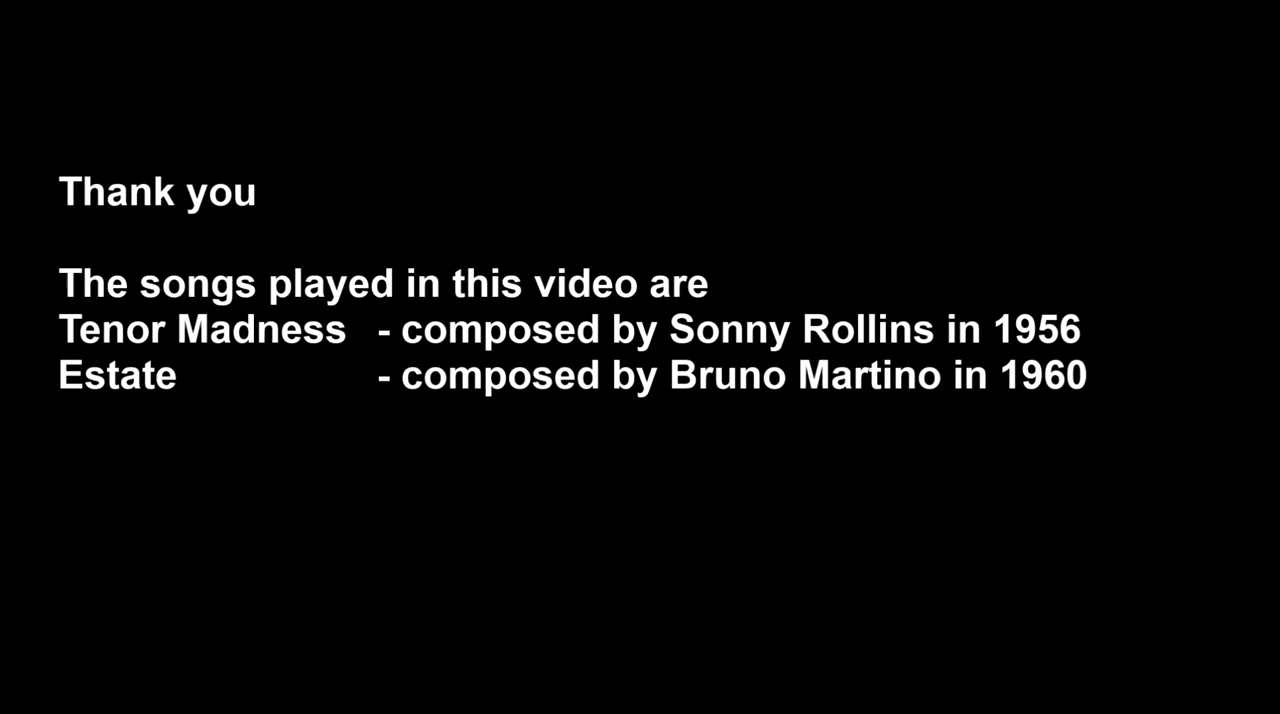 Thank you
The songs played in this video are
Tenor Madness - composed by Sonny Rollins in 1956
Estate - composed by Bruno Martino in 1960